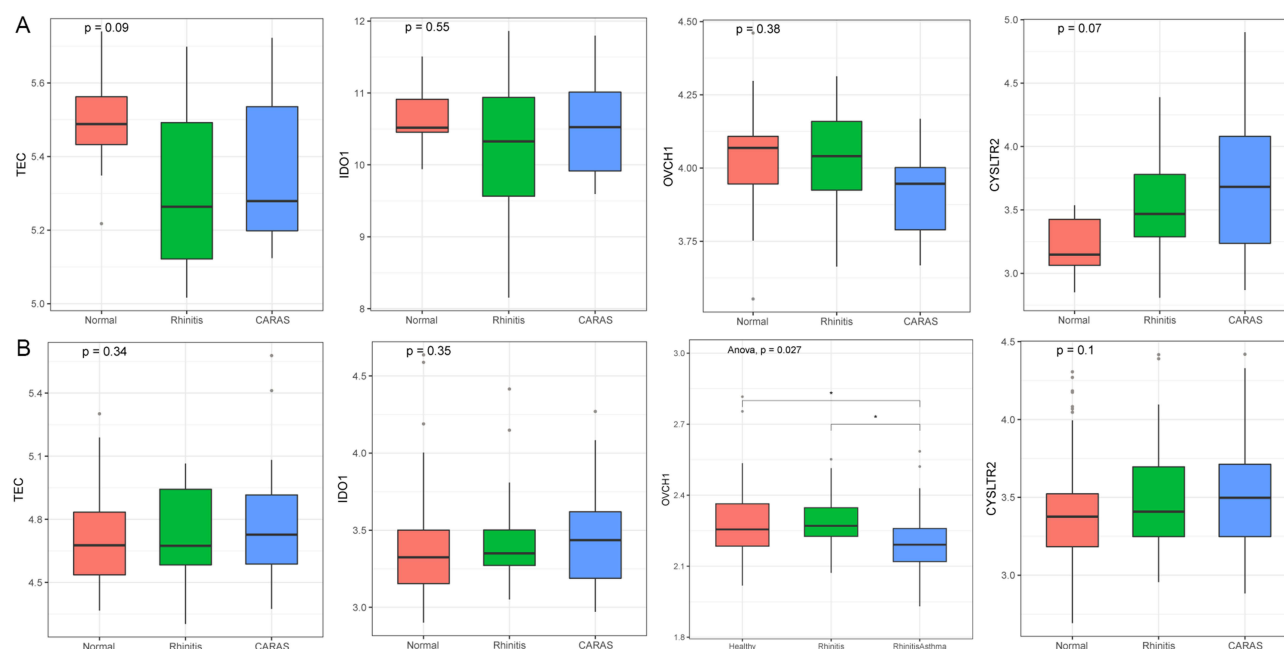 A
p = 0.09
TEC
5.6
5.4
5.2
5.0
Normal Rhinitis CARAS
p = 0.55
IDO1
12
11
10
9
8
Normal Rhinitis CARAS
p = 0.38
OVCH1
4.50
4.25
4.00
3.75
Normal Rhinitis CARAS
p = 0.07
CYSLTR2
5.0
4.5
4.0
3.5
3.0
Normal Rhinitis CARAS
B
p = 0.34
TEC
5.4
5.1
4.8
4.5
Normal Rhinitis CARAS
p = 0.35
IDO1
4.5
4.0
3.5
3.0
Normal Rhinitis CARAS
Anova, p = 0.027
*
*
OVCH1
3.0
2.7
2.4
2.1
1.8
Healthy Rhinitis RhinitisAsthma
p = 0.1
CYSLTR2
4.5
4.0
3.5
3.0
Normal Rhinitis CARAS